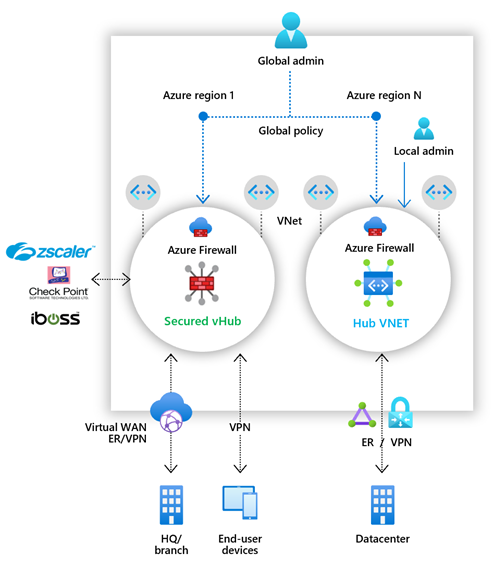 Global admin
Azure region 1
Azure region N
Global policy
Local admin
VNet
Azure Firewall
Secured vHub
Azure Firewall
Hub VNET
zscaler™
Check Point
SOFTWARE TECHNOLOGIES LTD.
iboss
Virtual WAN
ER/VPN
VPN
ER / VPN
HQ/
branch
End-user
devices
Datacenter